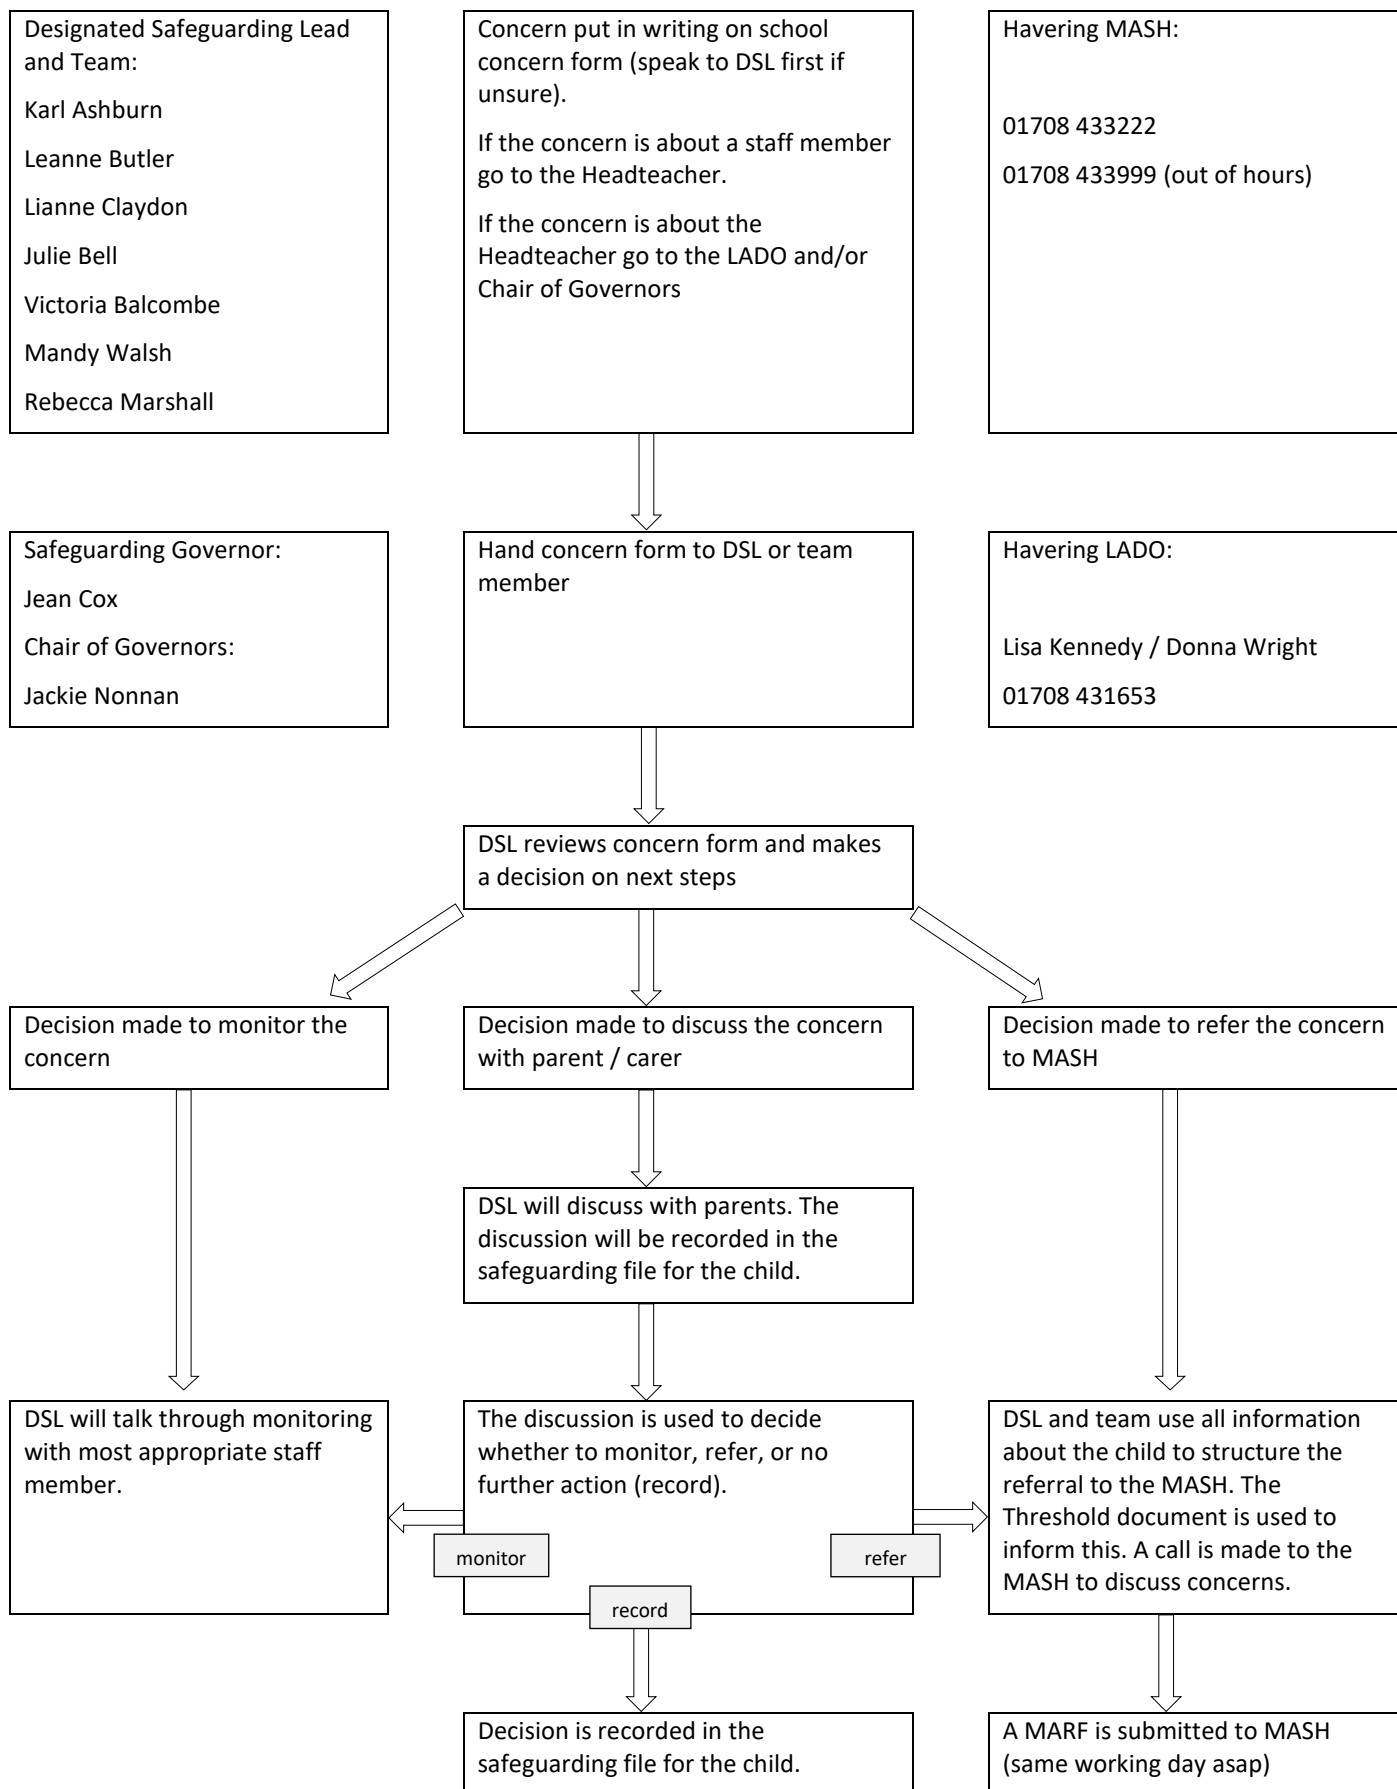 Designated Safeguarding Lead
and Team:
Karl Ashburn
Leanne Butler
Lianne Claydon
Julie Bell
Victoria Balcombe
Mandy Walsh
Rebecca Marshall
Concern put in writing on school
concern form (speak to DSL first if
unsure).
If the concern is about a staff member
go to the Headteacher.
If the concern is about the
Headteacher go to the LADO and/or
Chair of Governors
Havering MASH:
01708 433222
01708 433999 (out of hours)
Safeguarding Governor:
Jean Cox
Chair of Governors:
Jackie Nonnan
Hand concern form to DSL or team
member
Havering LADO:
Lisa Kennedy / Donna Wright
01708 431653
DSL reviews concern form and makes
a decision on next steps
Decision made to monitor the
concern
Decision made to discuss the concern
with parent / carer
Decision made to refer the concern
to MASH
DSL will discuss with parents. The
discussion will be recorded in the
safeguarding file for the child.
DSL will talk through monitoring
with most appropriate staff
member.
The discussion is used to decide
whether to monitor, refer, or no
further action (record).
monitor
refer
record
DSL and team use all information
about the child to structure the
referral to the MASH. The
Threshold document is used to
inform this. A call is made to the
MASH to discuss concerns.
Decision is recorded in the
safeguarding file for the child.
A MARF is submitted to MASH
(same working day asap)